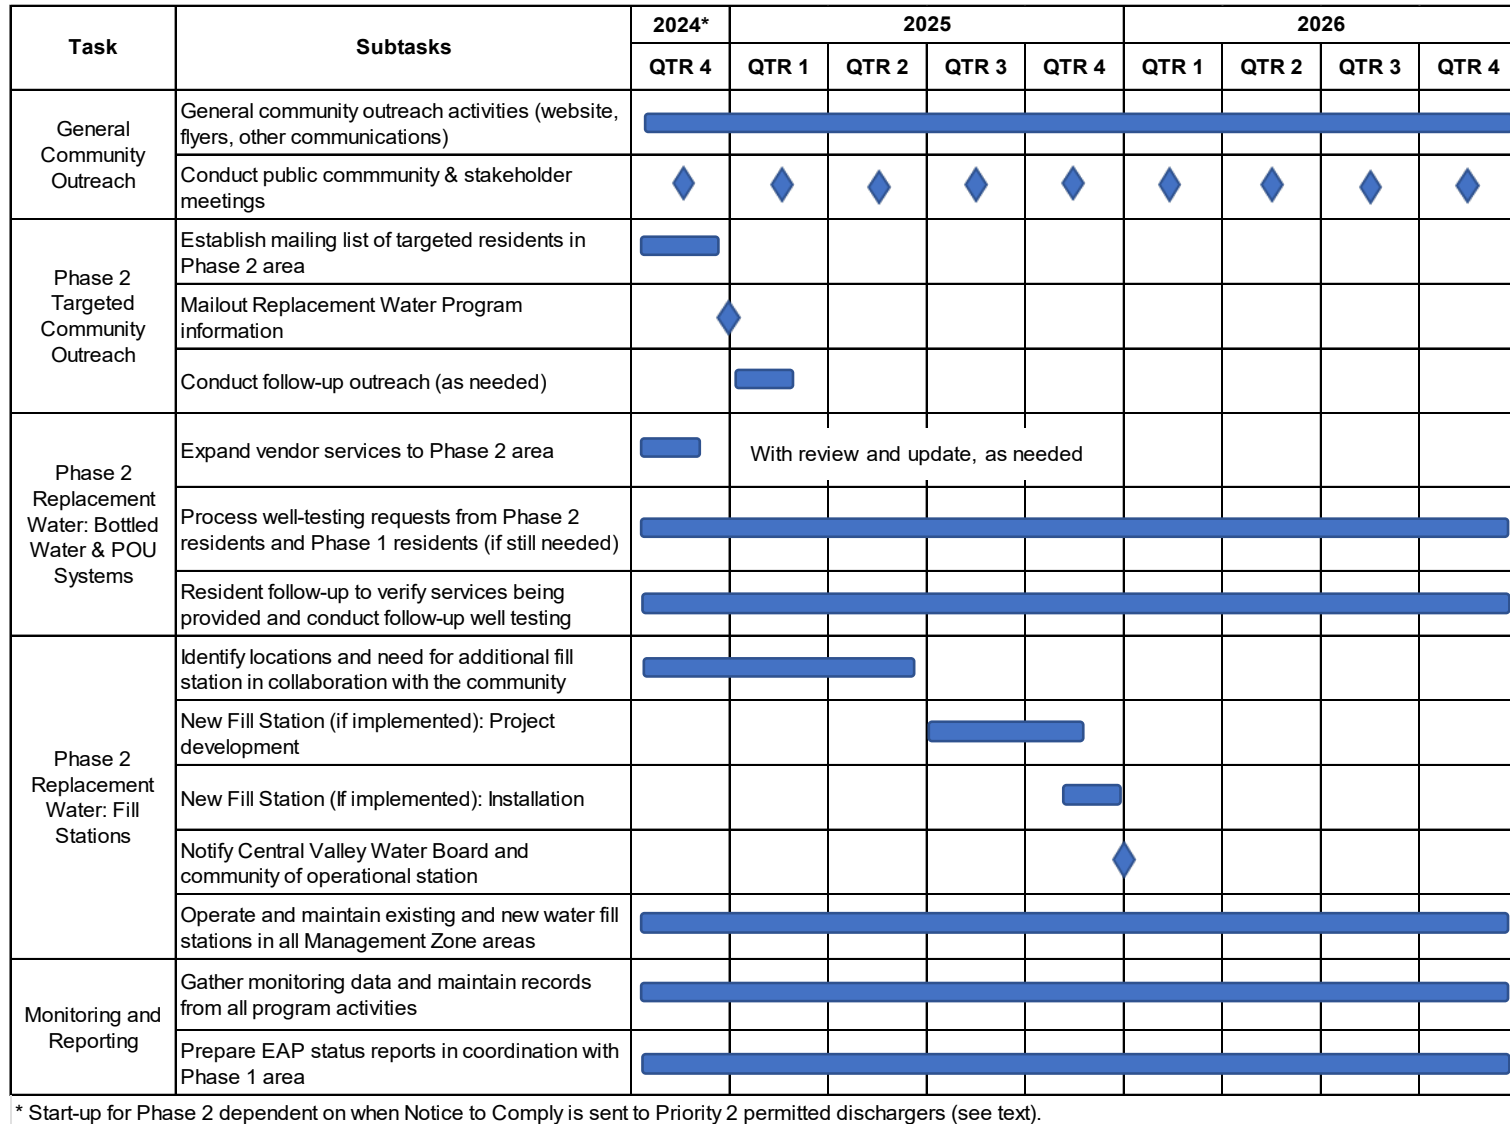 Task
Subtasks
2024*
2025
2026
QTR 4
QTR 1
QTR 2
QTR 3
QTR 4
QTR 1
QTR 2
QTR 3
QTR 4
General
Community
Outreach
General community outreach activities (website,
flyers, other communications)
Conduct public commmunity & stakeholder
meetings
Phase 2
Targeted
Community
Outreach
Establish mailing list of targeted residents in
Phase 2 area
Mailout Replacement Water Program
information
Conduct follow-up outreach (as needed)
Phase 2
Replacement
Water: Bottled
Water & POU
Systems
Expand vendor services to Phase 2 area
With review and update, as needed
Process well-testing requests from Phase 2
residents and Phase 1 residents (if still needed)
Resident follow-up to verify services being
provided and conduct follow-up well testing
Phase 2
Replacement
Water: Fill
Stations
Identify locations and need for additional fill
station in collaboration with the community
New Fill Station (if implemented): Project
development
New Fill Station (If implemented): Installation
Notify Central Valley Water Board and
community of operational station
Operate and maintain existing and new water fill
stations in all Management Zone areas
Monitoring and
Reporting
Gather monitoring data and maintain records
from all program activities
Prepare EAP status reports in coordination with
Phase 1 area
* Start-up for Phase 2 dependent on when Notice to Comply is sent to Priority 2 permitted dischargers (see text).